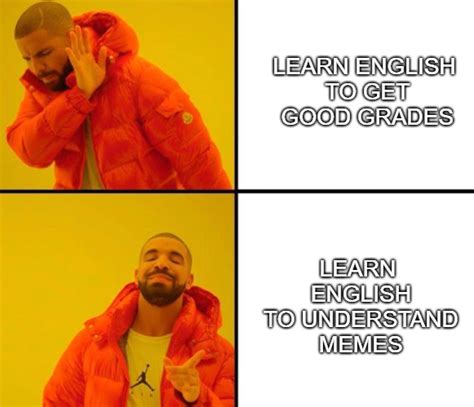 LEARN ENGLISH
TO GET
GOOD GRADES
LEARN
ENGLISH
TO UNDERSTAND
MEMES